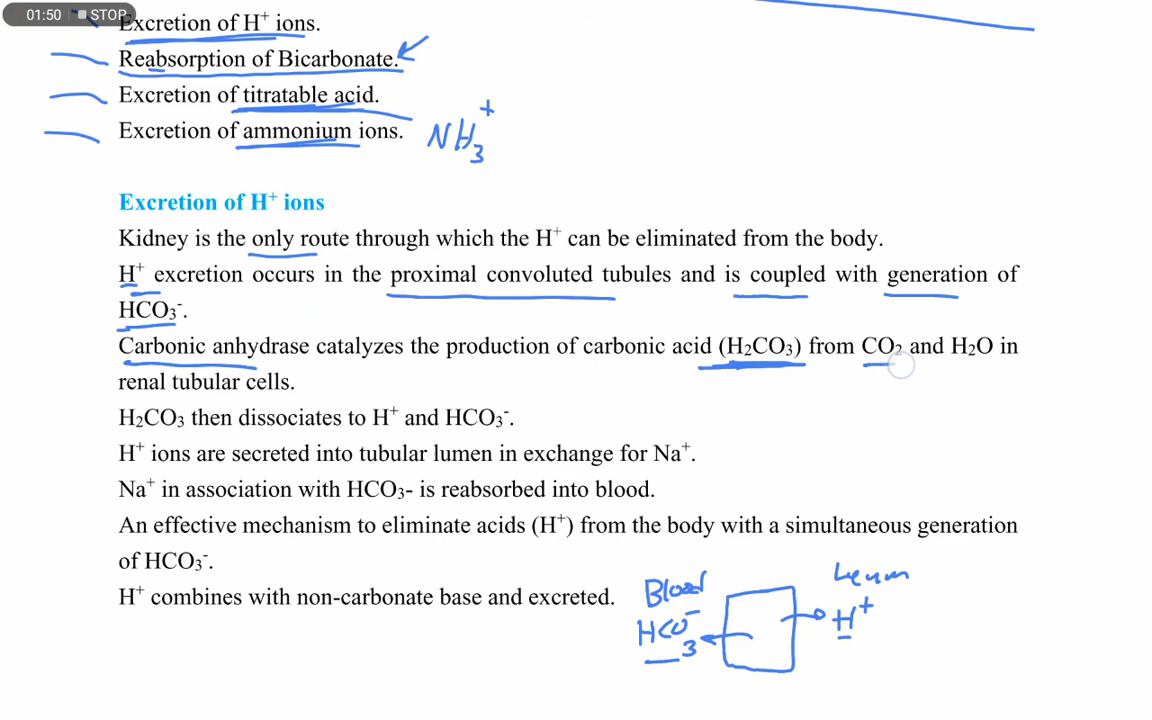 01:50 STOP
Excretion of H⁺ ions.
Reabsorption of Bicarbonate.
Excretion of titratable acid.
Excretion of ammonium ions. NH₃⁺
Excretion of H⁺ ions
Kidney is the only route through which the H⁺ can be eliminated from the body.
H⁺ excretion occurs in the proximal convoluted tubules and is coupled with generation of
HCO₃⁻.
Carbonic anhydrase catalyzes the production of carbonic acid (H₂CO₃) from CO₂ and H₂O in
renal tubular cells.
H₂CO₃ then dissociates to H⁺ and HCO₃⁻.
H⁺ ions are secreted into tubular lumen in exchange for Na⁺.
Na⁺ in association with HCO₃- is reabsorbed into blood.
An effective mechanism to eliminate acids (H⁺) from the body with a simultaneous generation
of HCO₃⁻.
H⁺ combines with non-carbonate base and excreted.
Blood
HCO₃⁻ H⁺